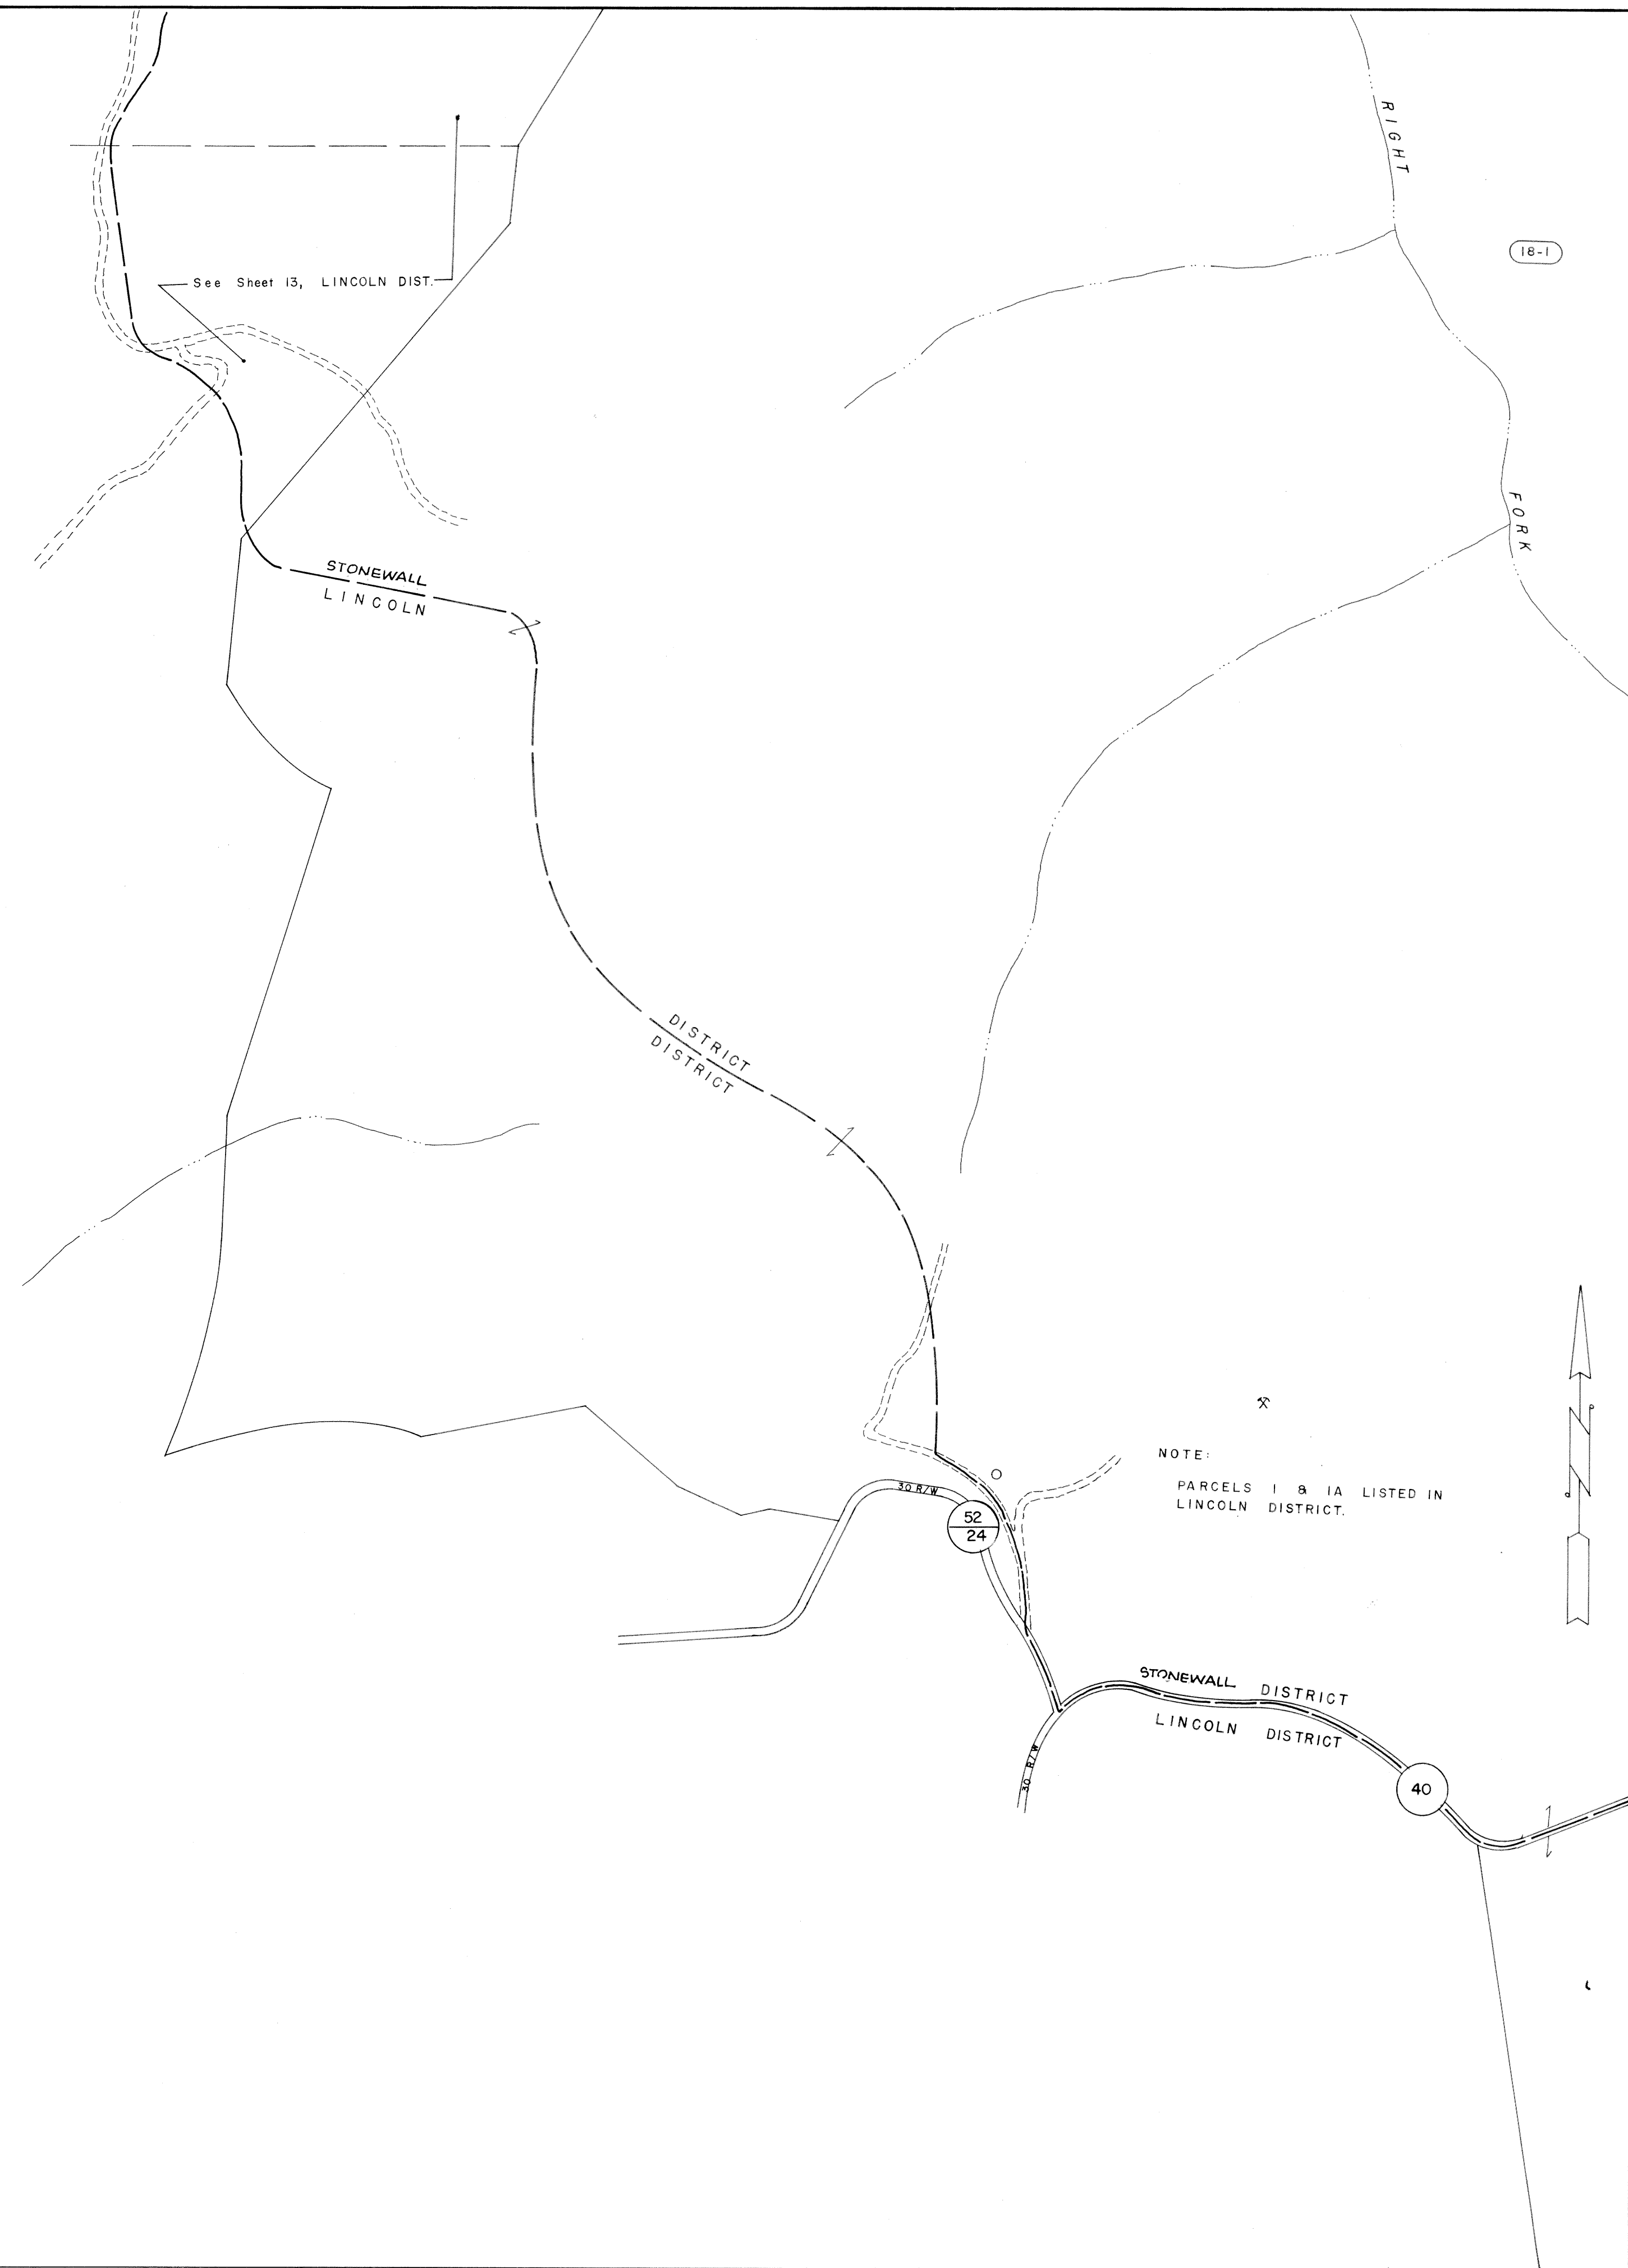 RIGHT
18-1
See Sheet 13, LINCOLN DIST.
FORK
STONEWALL
LINCOLN
DISTRICT
DISTRICT
N
NOTE:
PARCELS 1 & 1A LISTED IN
LINCOLN DISTRICT.
30 R/W
52
24
STONEWALL DISTRICT
LINCOLN DISTRICT
30 R/W
40